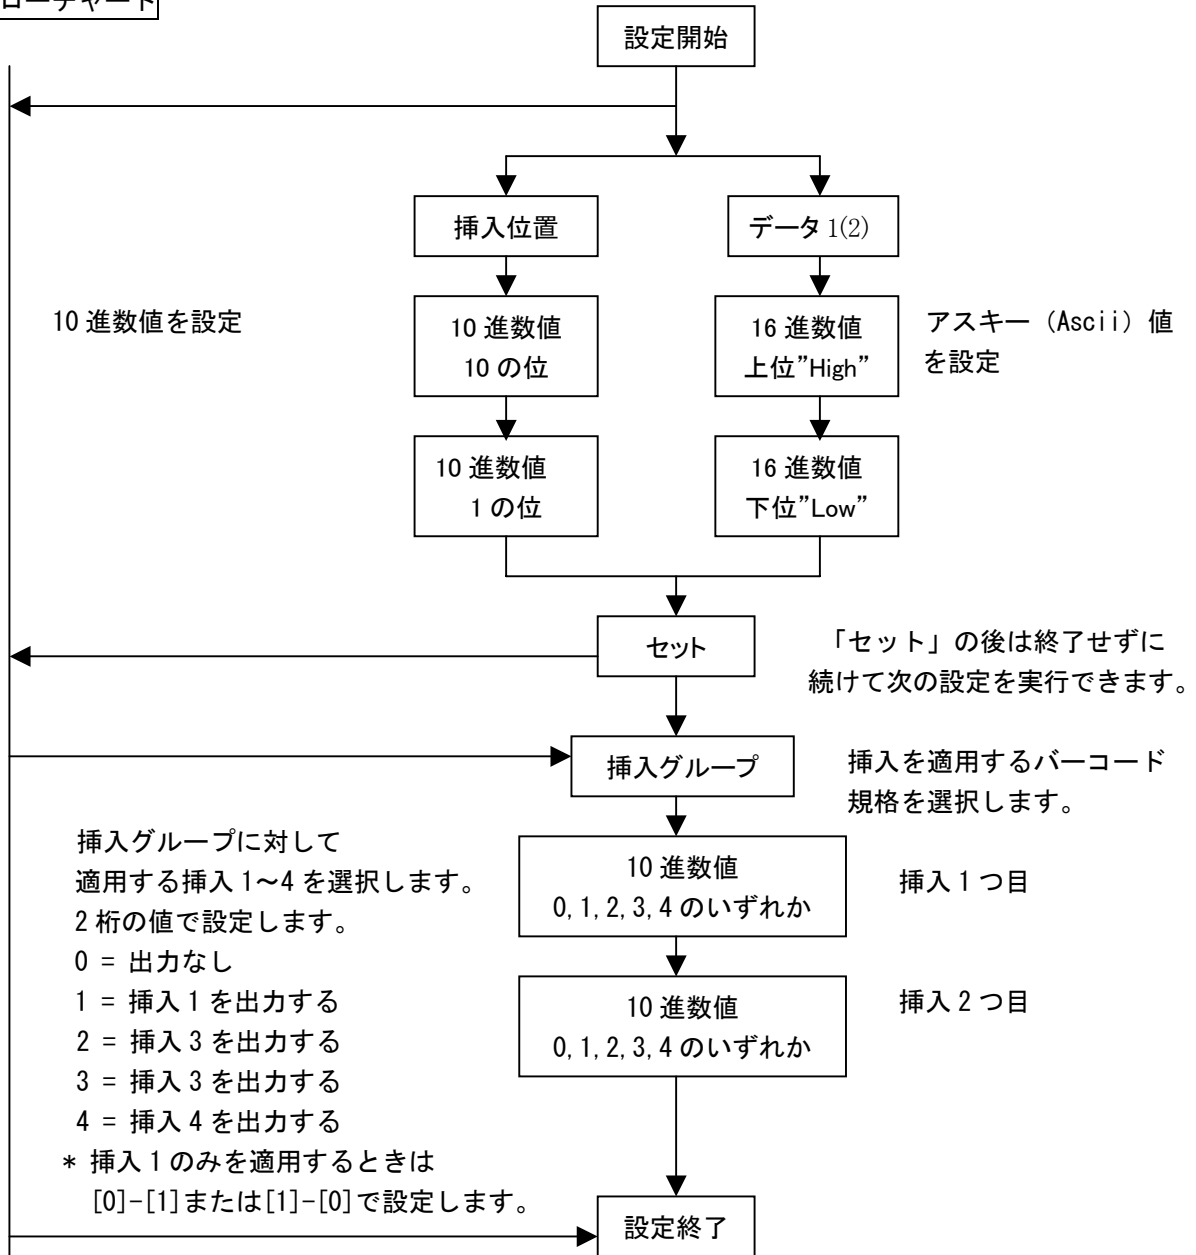 ローチャート
設定開始
挿入位置
データ 1(2)
10 進数値を設定
10 進数値
10 の位
16 進数値
上位”High”
アスキー（Ascii）値
を設定
10 進数値
1 の位
16 進数値
下位”Low”
セット
「セット」の後は終了せずに
続けて次の設定を実行できます。
挿入グループ
挿入を適用するバーコード
規格を選択します。
挿入グループに対して
適用する挿入 1～4 を選択します。
2 桁の値で設定します。
0 = 出力なし
1 = 挿入 1 を出力する
2 = 挿入 3 を出力する
3 = 挿入 3 を出力する
4 = 挿入 4 を出力する
* 挿入 1 のみを適用するときは
[0]-[1]または[1]-[0]で設定します。
10 進数値
0,1,2,3,4 のいずれか
挿入 1 つ目
10 進数値
0,1,2,3,4 のいずれか
挿入 2 つ目
設定終了